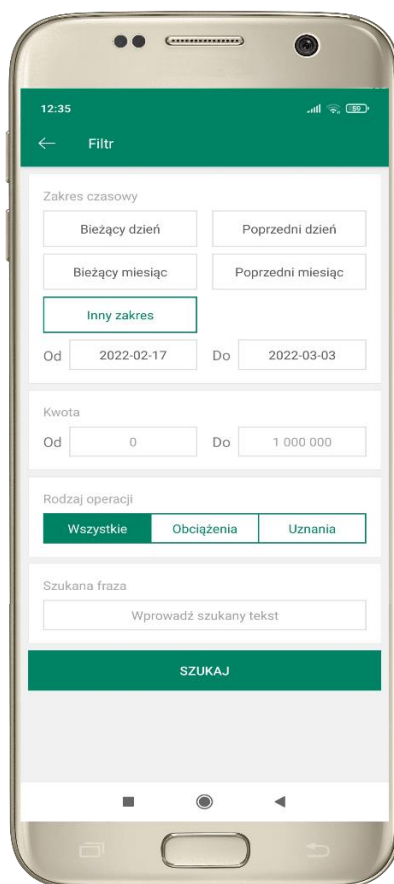 12:35 59
Filtr
Zakres czasowy
Bieżący dzień Poprzedni dzień
Bieżący miesiąc Poprzedni miesiąc
Inny zakres
Od 2022-02-17 Do 2022-03-03
Kwota
Od 0 Do 1 000 000
Rodzaj operacji
Wszystkie Obciążenia Uznania
Szukana fraza
Wprowadź szukany tekst
SZUKAJ